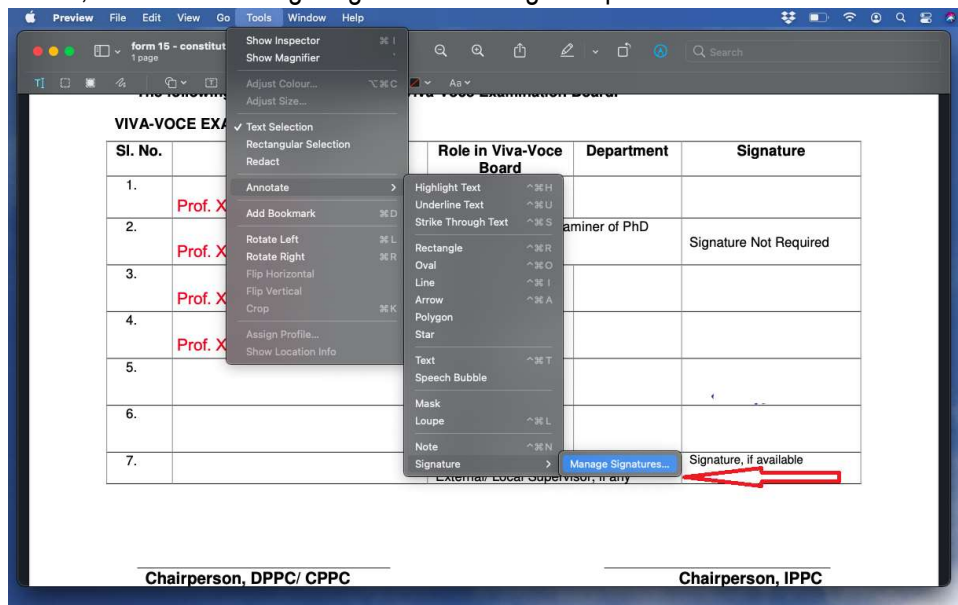 Preview File Edit View Go Tools Window Help
form 15 - constitut
1 page
Search
Aa
Show Inspector ⌘ I
Show Magnifier `
Adjust Colour... ⌥⌘C
Adjust Size...
✓ Text Selection
Rectangular Selection
Redact
Annotate >
Add Bookmark ⌘D
Rotate Left ⌘L
Rotate Right ⌘R
Flip Horizontal
Flip Vertical
Crop ⌘K
Assign Profile...
Show Location Info
Highlight Text ^⌘H
Underline Text ^⌘U
Strike Through Text ^⌘S
Rectangle ^⌘R
Oval ^⌘O
Line ^⌘I
Arrow ^⌘A
Polygon
Star
Text ^⌘T
Speech Bubble
Mask
Loupe ^⌘L
Note ^⌘N
Signature >
Manage Signatures...
VIVA-VOCE EXA
Sl. No. Role in Viva-Voce Board Department Signature
1. Prof. X
2. Prof. X aminer of PhD Signature Not Required
3. Prof. X
4. Prof. X
5.
6.
7. Signature, if available
External/ Local Supervisor, if any
Chairperson, DPPC/ CPPC Chairperson, IPPC